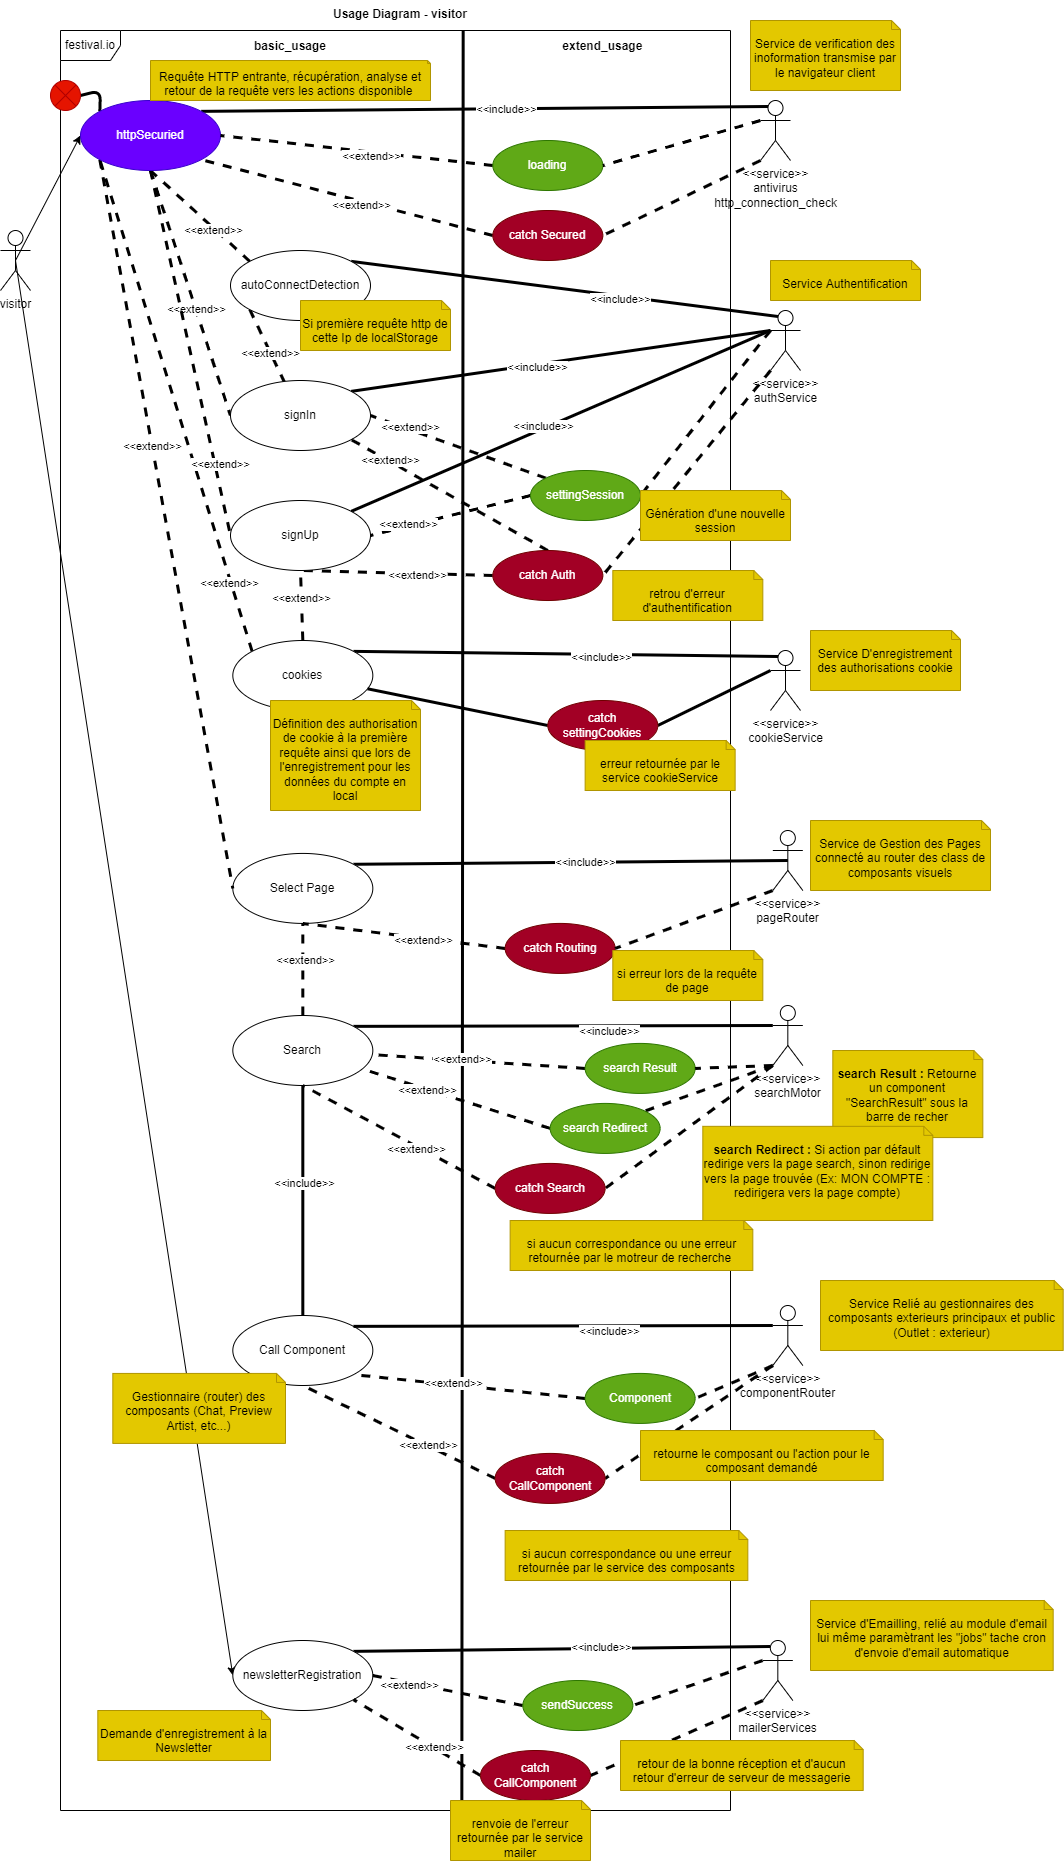 Usage Diagram - visitor
festival.io
basic_usage
extend_usage
Service de verification des
inoformation transmise par
le navigateur client
Requête HTTP entrante, récupération, analyse et
retour de la requête vers les actions disponible
httpSecuried
<<include>>
<<extend>>
loading
<<service>>
antivirus
http_connection_check
<<extend>>
catch Secured
visitor
<<extend>>
autoConnectDetection
Service Authentification
<<include>>
<<extend>>
Si première requête http de
cette Ip de localStorage
<<extend>>
<<include>>
<<service>>
authService
signIn
<<extend>>
<<include>>
<<extend>>
<<extend>>
<<extend>>
settingSession
Génération d'une nouvelle
session
signUp
<<extend>>
<<extend>>
catch Auth
<<extend>>
<<extend>>
retrou d'erreur
d'authentification
cookies
<<include>>
Service D'enregistrement
des authorisations cookie
<<service>>
cookieService
catch
settingCookies
Définition des authorisation
de cookie à la première
requête ainsi que lors de
l'enregistrement pour les
données du compte en
local
erreur retournée par le
service cookieService
Select Page
<<include>>
Service de Gestion des Pages
connecté au router des class de
composants visuels
<<service>>
pageRouter
<<extend>>
catch Routing
<<extend>>
si erreur lors de la requête
de page
Search
<<include>>
<<extend>>
search Result
<<service>>
searchMotor
search Result : Retourne
un component
"SearchResult" sous la
barre de recher
<<extend>>
search Redirect
search Redirect : Si action par défault
redirige vers la page search, sinon redirige
vers la page trouvée (Ex: MON COMPTE :
redirigera vers la page compte)
<<extend>>
catch Search
<<include>>
si aucun correspondance ou une erreur
retournée par le motreur de recherche
Call Component
<<include>>
Service Relié au gestionnaires des
composants exterieurs principaux et public
(Outlet : exterieur)
<<service>>
componentRouter
<<extend>>
Component
Gestionnaire (router) des
composants (Chat, Preview
Artist, etc...)
<<extend>>
catch
CallComponent
retourne le composant ou l'action pour le
composant demandé
si aucun correspondance ou une erreur
retournée par le service des composants
newsletterRegistration
<<include>>
Service d'Emailling, relié au module d'email
lui même paramètrant les "jobs" tache cron
d'envoie d'email automatique
<<extend>>
sendSuccess
<<service>>
mailerServices
Demande d'enregistrement à la
Newsletter
<<extend>>
catch
CallComponent
retour de la bonne réception et d'aucun
retour d'erreur de serveur de messagerie
renvoie de l'erreur
retournée par le service
mailer